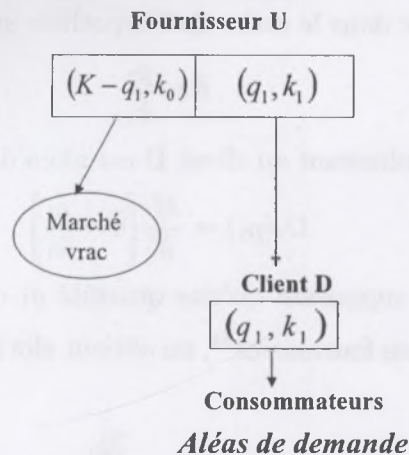 Fournisseur U
(K − q₁, k₀) (q₁, k₁)
Marché
vrac
Client D
(q₁, k₁)
Consommateurs
Aléas de demande